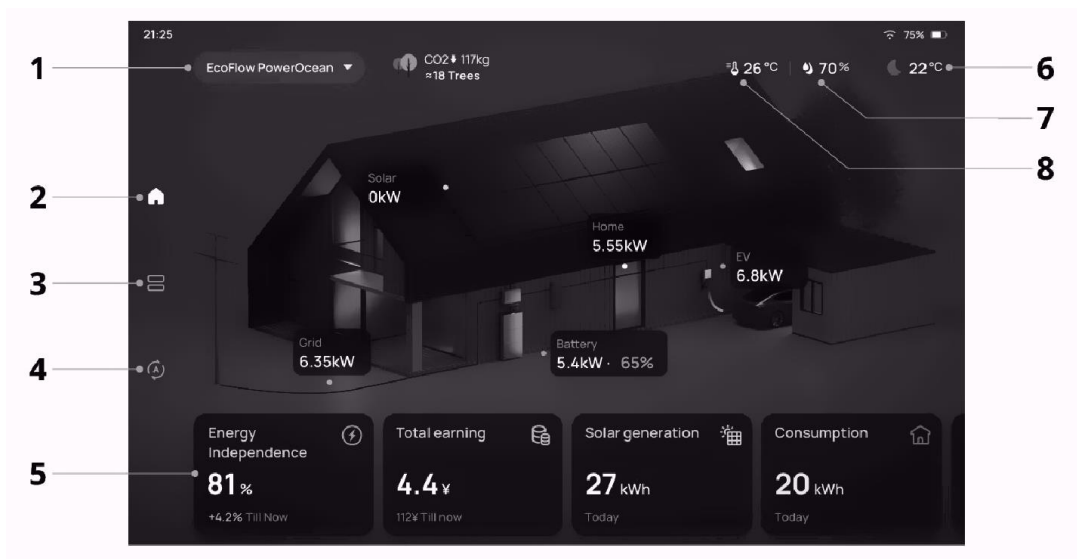 21:25
75%
1
EcoFlow PowerOcean
CO2 117kg
≈18 Trees
26°C
70%
22°C
6
7
8
Solar
0kW
2
Home
5.55kW
EV
6.8kW
3
Grid
6.35kW
Battery
5.4kW · 65%
4
A
Energy
Independence
81%
+4.2% Till Now
5
Total earning
4.4¥
112¥ Till now
Solar generation
27 kWh
Today
Consumption
20 kWh
Today